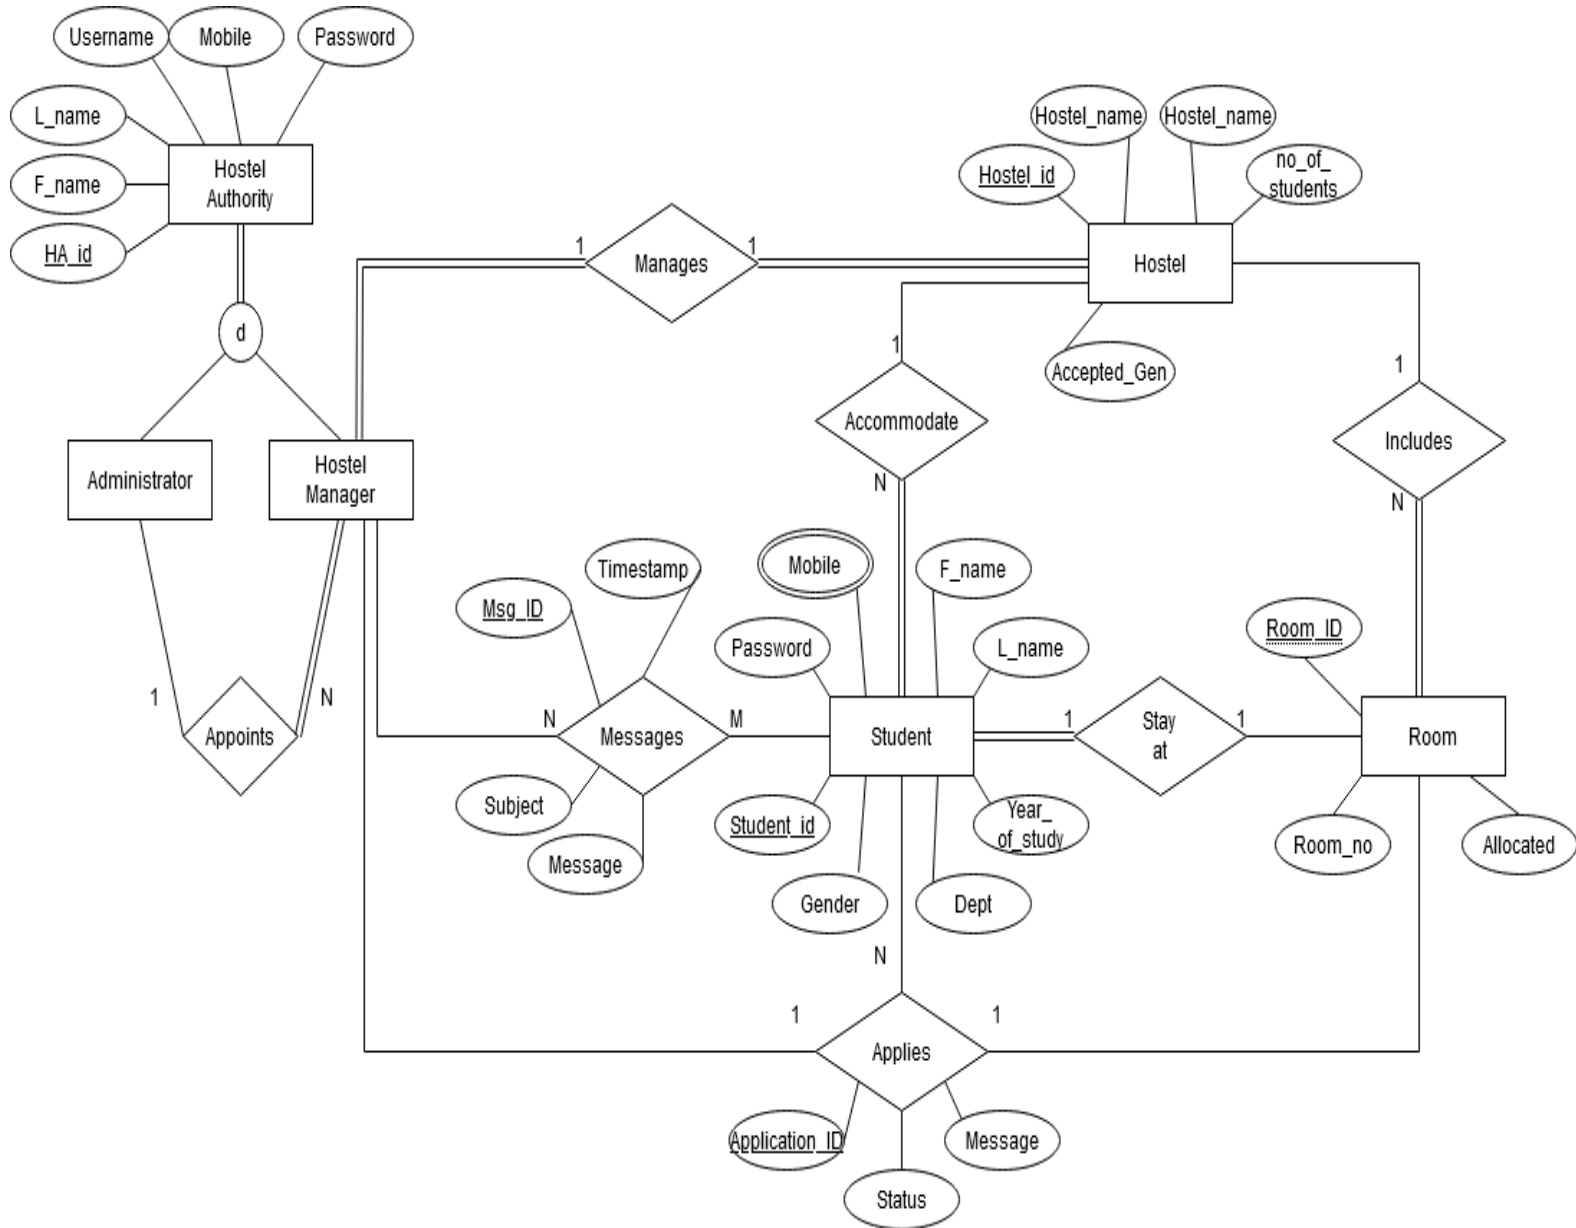 Username
Mobile
Password
L_name
Hostel
Authority
F_name
HA_id
d
Administrator
Hostel
Manager
1
Appoints
N
1
Manages
1
Hostel_name
Hostel_name
Hostel_id
no_of_
students
Hostel
Accepted_Gen
1
Accommodate
N
1
Includes
N
Timestamp
Msg_ID
N
Messages
M
Subject
Message
Mobile
F_name
Password
L_name
Student
Student_id
Year_
of_study
Gender
Dept
1
Stay
at
1
Room_ID
Room
Room_no
Allocated
N
1
1
Applies
Application_ID
Message
Status